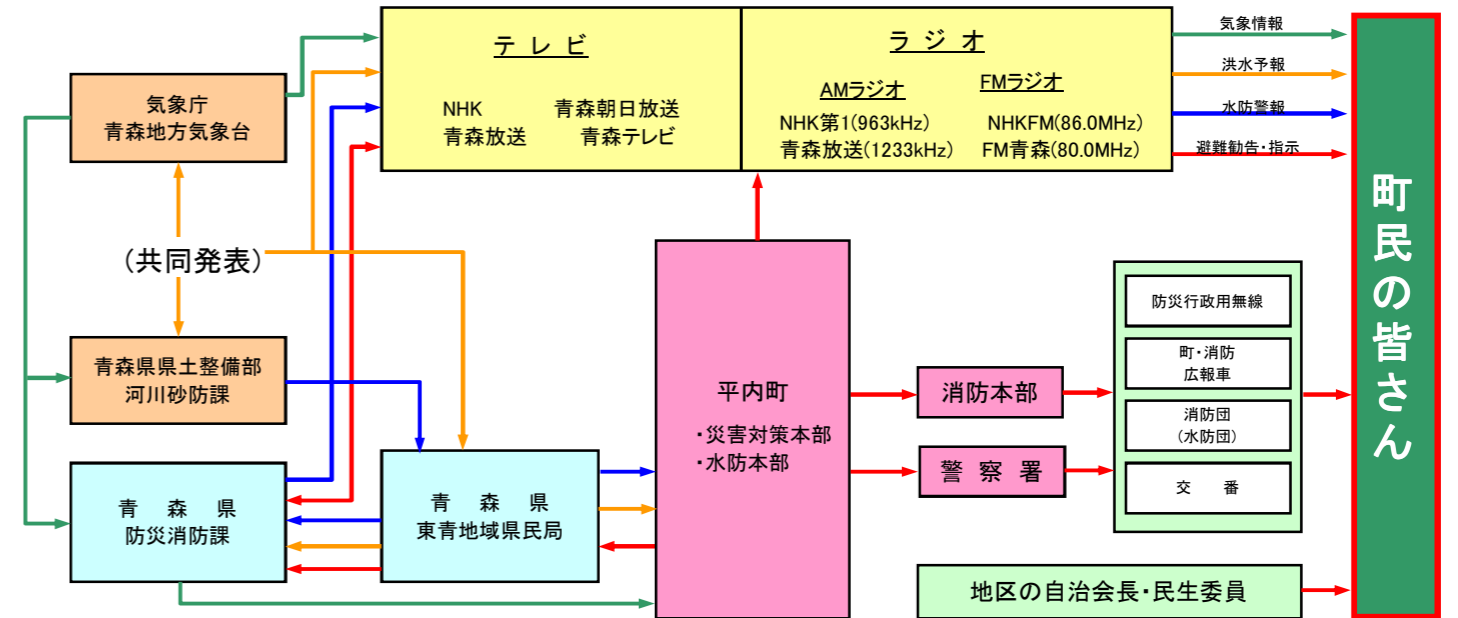 テレビ
NHK 青森朝日放送
青森放送 青森テレビ
ラジオ
AMラジオ
NHK第1(963kHz)
青森放送(1233kHz)
FMラジオ
NHKFM(86.0MHz)
FM青森(80.0MHz)
気象情報
洪水予報
水防警報
避難勧告・指示
町民の皆さん
気象庁
青森地方気象台
(共同発表)
青森県県土整備部
河川砂防課
青森県
防災消防課
青森県
東青地域県民局
平内町
・災害対策本部
・水防本部
消防本部
警察署
防災行政用無線
町・消防
広報車
消防団
(水防団)
交番
地区の自治会長・民生委員